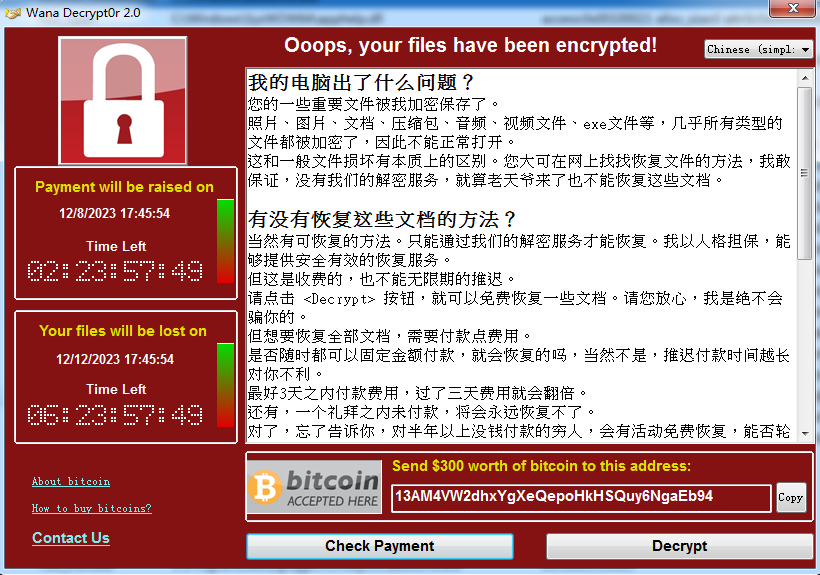 Wana Decrypt0r 2.0
Ooops, your files have been encrypted!
Chinese (simpl:
Payment will be raised on
12/8/2023 17:45:54
Time Left
02:23:57:49
Your files will be lost on
12/12/2023 17:45:54
Time Left
06:23:57:49
About bitcoin
How to buy bitcoins?
Contact Us
我的电脑出了什么问题？
您的一些重要文件被我加密保存了。
照片、图片、文档、压缩包、音频、视频文件、exe文件等，几乎所有类型的
文件都被加密了，因此不能正常打开。
这和一般文件损坏有本质上的区别。您大可在网上找找恢复文件的方法，我敢
保证，没有我们的解密服务，就算老天爷来了也不能恢复这些文档。
有没有恢复这些文档的方法？
当然有可恢复的方法。只能通过我们的解密服务才能恢复。我以人格担保，能
够提供安全有效的恢复服务。
但这是收费的，也不能无限期的推迟。
请点击 <Decrypt> 按钮，就可以免费恢复一些文档。请您放心，我是绝不会
骗你的。
但想要恢复全部文档，需要付款点费用。
是否随时都可以固定金额付款，就会恢复的吗，当然不是，推迟付款时间越长
对你不利。
最好3天之内付款费用，过了三天费用就会翻倍。
还有，一个礼拜之内未付款，将会永远恢复不了。
对了，忘了告诉你，对半年以上没钱付款的穷人，会有活动免费恢复，能否轮
bitcoin
ACCEPTED HERE
Send $300 worth of bitcoin to this address:
13AM4VW2dhxYgXeQepoHkHSQuy6NgaEb94
Copy
Check Payment
Decrypt